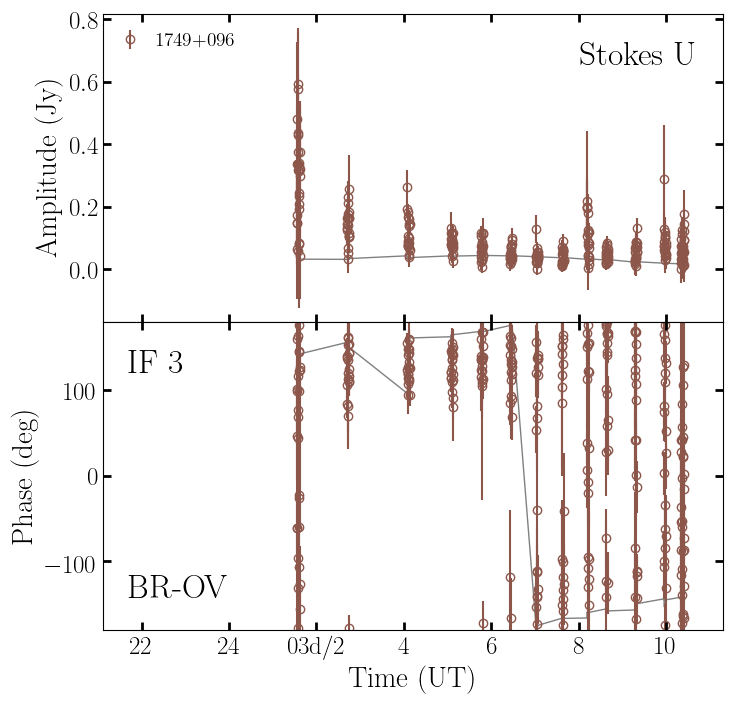 0.8
0.6
0.4
0.2
0.0
Amplitude (Jy)
1749+096
Stokes U
100
0
−100
Phase (deg)
IF 3
BR-OV
22 24 03d/2 4 6 8 10
Time (UT)